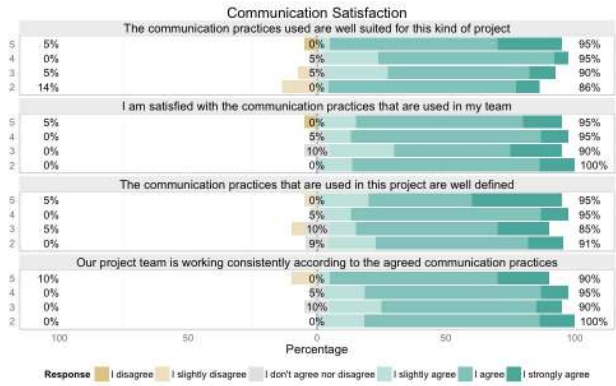 Communication Satisfaction
The communication practices used are well suited for this kind of project
5 5% 0% 95%
4 0% 5% 95%
3 5% 5% 90%
2 14% 0% 86%
I am satisfied with the communication practices that are used in my team
5 5% 0% 95%
4 0% 5% 95%
3 0% 10% 90%
2 0% 0% 100%
The communication practices that are used in this project are well defined
5 5% 0% 95%
4 0% 5% 95%
3 5% 10% 85%
2 0% 9% 91%
Our project team is working consistently according to the agreed communication practices
5 10% 0% 90%
4 0% 5% 95%
3 0% 10% 90%
2 0% 0% 100%
100 50 0 50 100
Percentage
Response I disagree I slightly disagree I don't agree nor disagree I slightly agree I agree I strongly agree